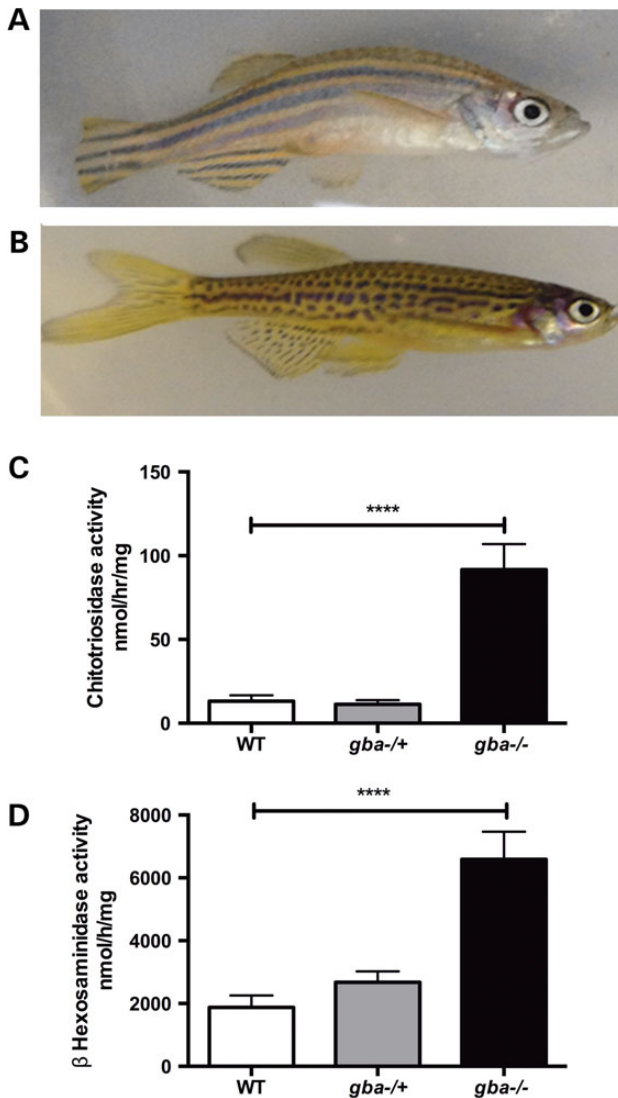 A
B
C
Chitotriosidase activity
nmol/hr/mg
150
100
50
0
****
WT
gba-/+
gba-/-
D
β Hexosaminidase activity
nmol/h/mg
8000
6000
4000
2000
0
****
WT
gba-/+
gba-/-